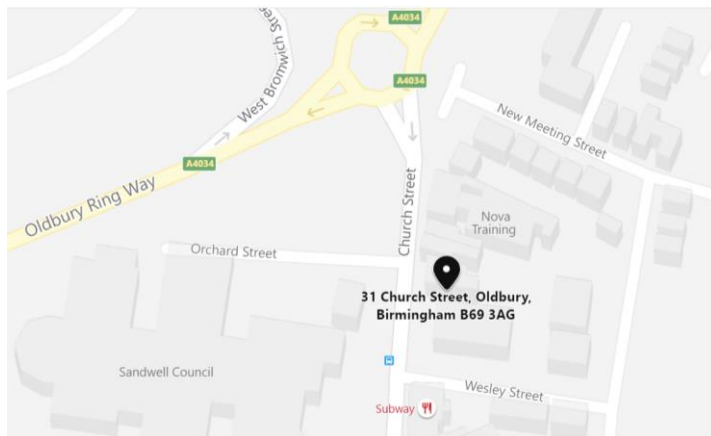 A4034
West Bromwich Street
A4034
New Meeting Street
A4034
Oldbury Ring Way
Church Street
Nova
Training
Orchard Street
31 Church Street, Oldbury,
Birmingham B69 3AG
Sandwell Council
Wesley Street
Subway